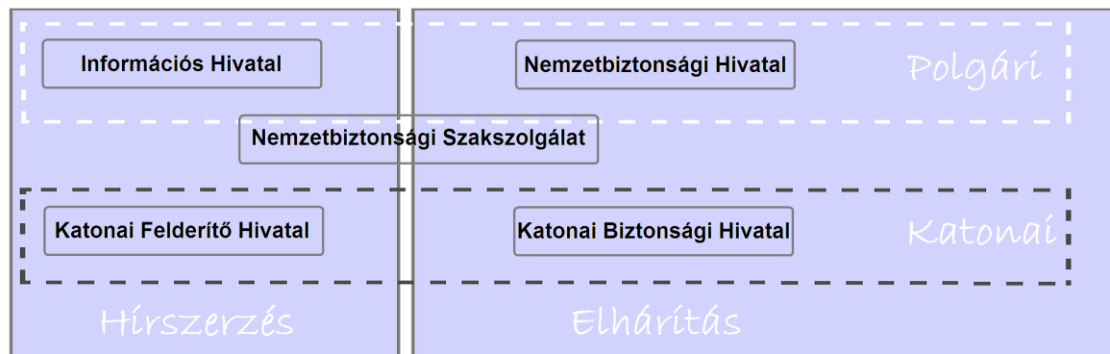 Információs Hivatal
Nemzetbiztonsági Hivatal
Polgári
Nemzetbiztonsági Szakszolgálat
Katonai Felderítő Hivatal
Katonai Biztonsági Hivatal
Katonai
Hírszerzés
Elhárítás